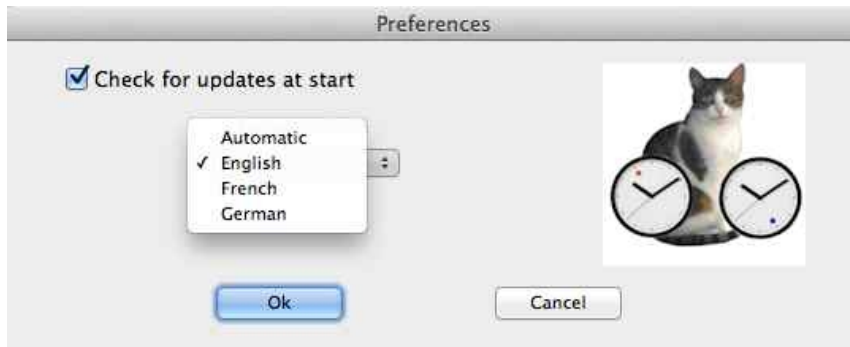 Preferences
Check for updates at start
Automatic
English
French
German
Ok
Cancel